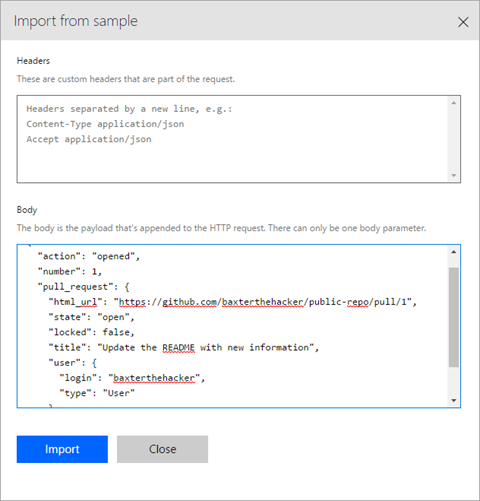 Import from sample
Headers
These are custom headers that are part of the request.
Headers separated by a new line, e.g.:
Content-Type application/json
Accept application/json
Body
The body is the payload that's appended to the HTTP request. There can only be one body parameter.
"action": "opened",
"number": 1,
"pull_request": {
"html_url": "https://github.com/baxterthehacker/public-repo/pull/1",
"state": "open",
"locked": false,
"title": "Update the README with new information",
"user": {
"login": "baxterthehacker",
"type": "User"
}
Import
Close